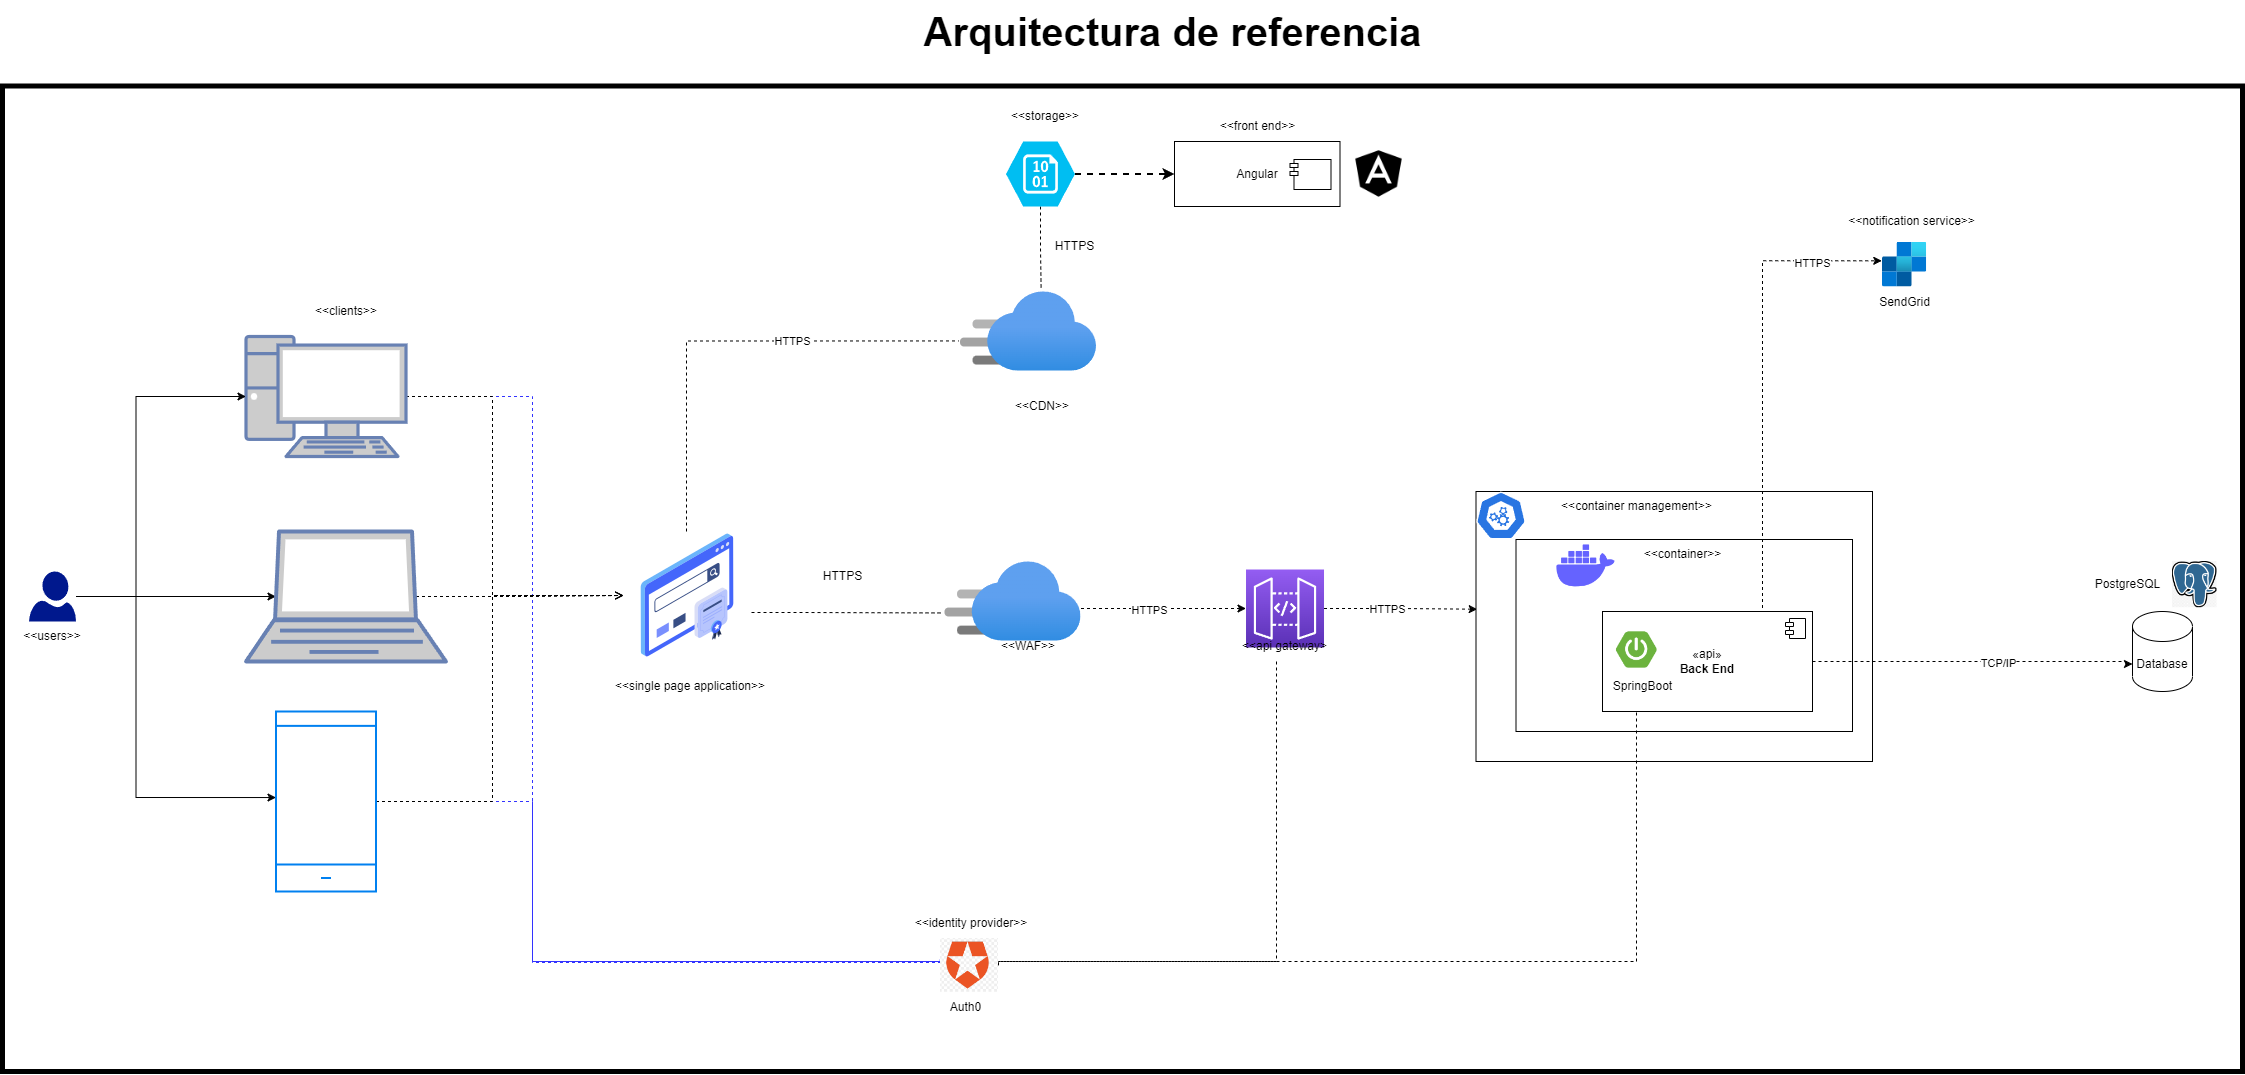 Arquitectura de referencia
<<storage>>
<<front end>>
10
01
Angular
A
<<notification service>>
HTTPS
HTTPS
SendGrid
<<clients>>
HTTPS
<<CDN>>
<<container management>>
<<container>>
HTTPS
PostgreSQL
</>
HTTPS
HTTPS
<<users>>
<<WAF>>
<<api gateway>
«api»
Back End
TCP/IP
Database
<<single page application>>
SpringBoot
<<identity provider>>
Auth0